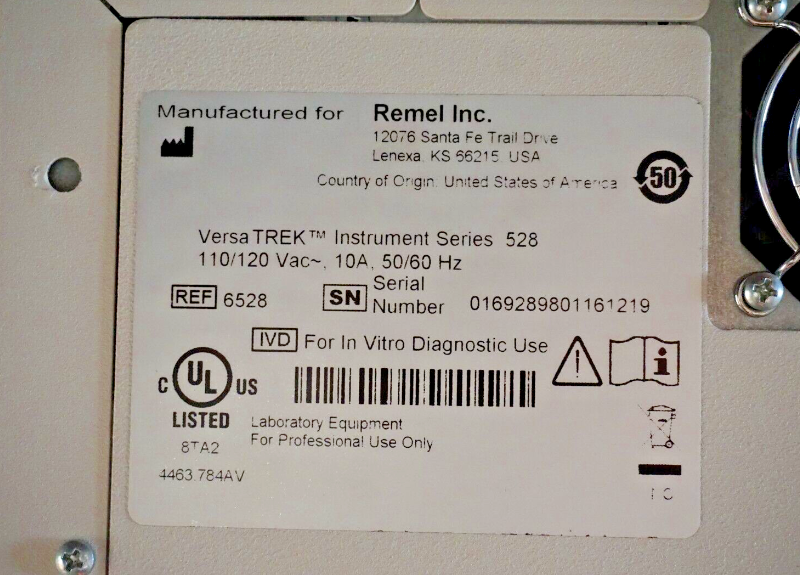 Manufactured for Remel Inc.
12076 Santa Fe Trail Drive
Lenexa, KS 66215, USA
Country of Origin: United States of America
50
VersaTREK™ Instrument Series 528
110/120 Vac~, 10A, 50/60 Hz
REF 6528
SN Serial Number 0169289801161219
IVD For In Vitro Diagnostic Use
C UL US
LISTED
8TA2
4463.784AV
Laboratory Equipment
For Professional Use Only